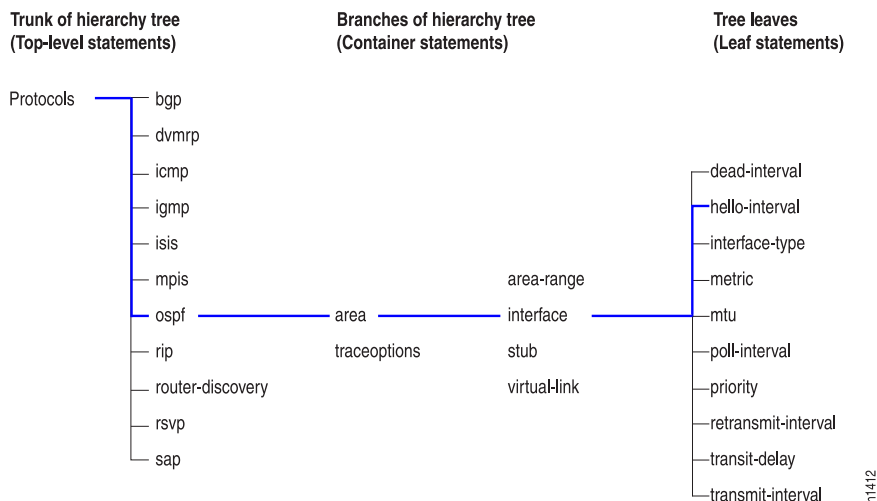 Trunk of hierarchy tree
(Top-level statements)
Branches of hierarchy tree
(Container statements)
Tree leaves
(Leaf statements)
Protocols
bgp
dvmrp
icmp
igmp
isis
mpis
ospf
rip
router-discovery
rsvp
sap
area
traceoptions
area-range
interface
stub
virtual-link
dead-interval
hello-interval
interface-type
metric
mtu
poll-interval
priority
retransmit-interval
transit-delay
transmit-interval